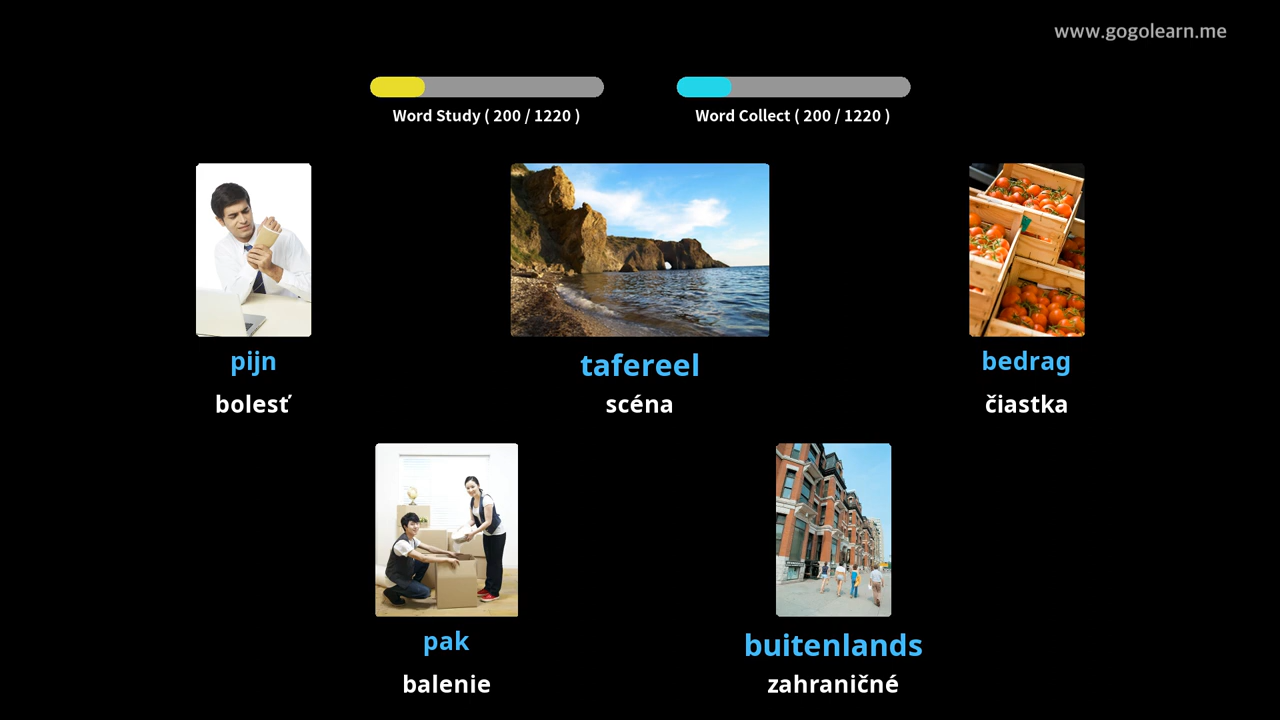 www.gogolearn.me
Word Study ( 200 / 1220 )
Word Collect ( 200 / 1220 )
pijn
bolesť
tafereel
scéna
bedrag
čiastka
pak
balenie
buitenlands
zahraničné